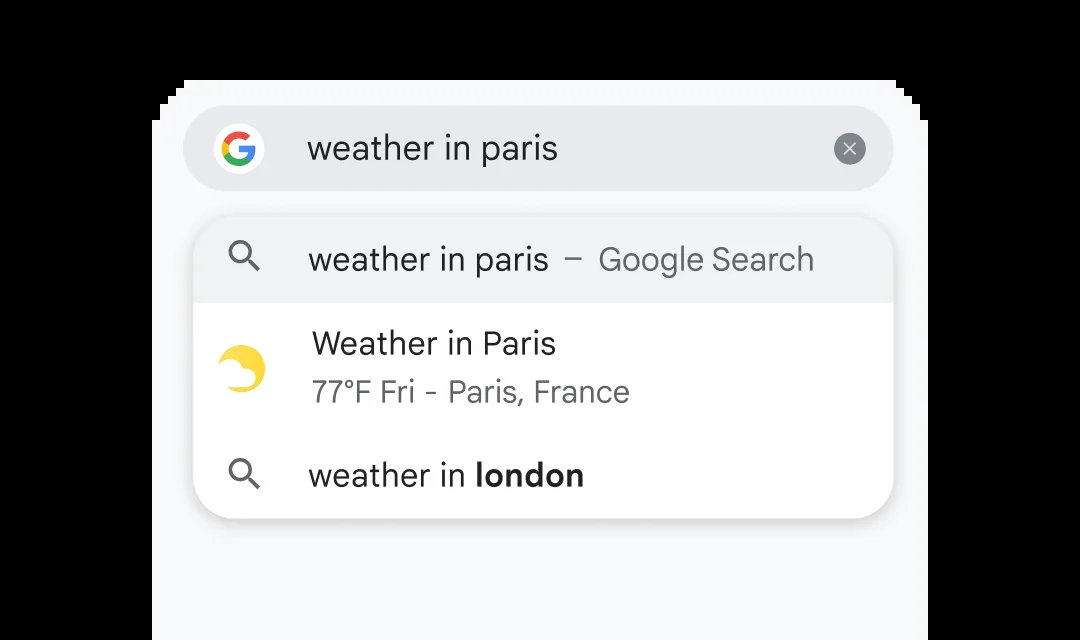 weather in paris
weather in paris – Google Search
Weather in Paris
77°F Fri - Paris, France
weather in london